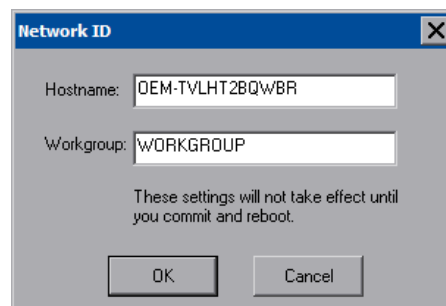 Network ID
Hostname: OEM-TVLHT2BQWBR
Workgroup: WORKGROUP
These settings will not take effect until
you commit and reboot.
OK Cancel